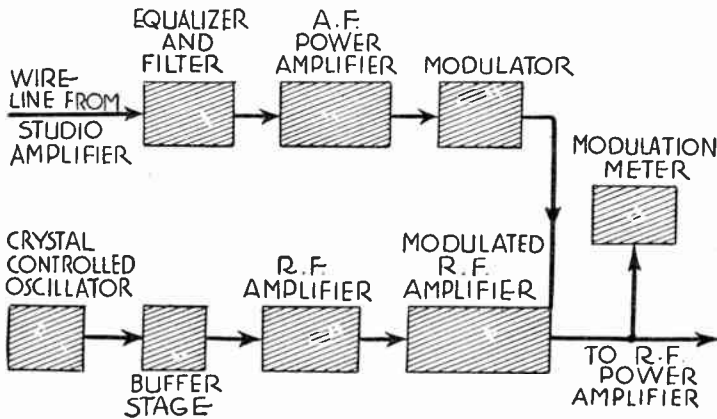 EQUALIZER
AND
FILTER
A.F.
POWER
AMPLIFIER
MODULATOR
WIRE-
LINE FROM
STUDIO
AMPLIFIER
MODULATION
METER
CRYSTAL
CONTROLLED
OSCILLATOR
BUFFER
STAGE
R.F.
AMPLIFIER
MODULATED
R.F.
AMPLIFIER
TO R.F.
POWER
AMPLIFIER